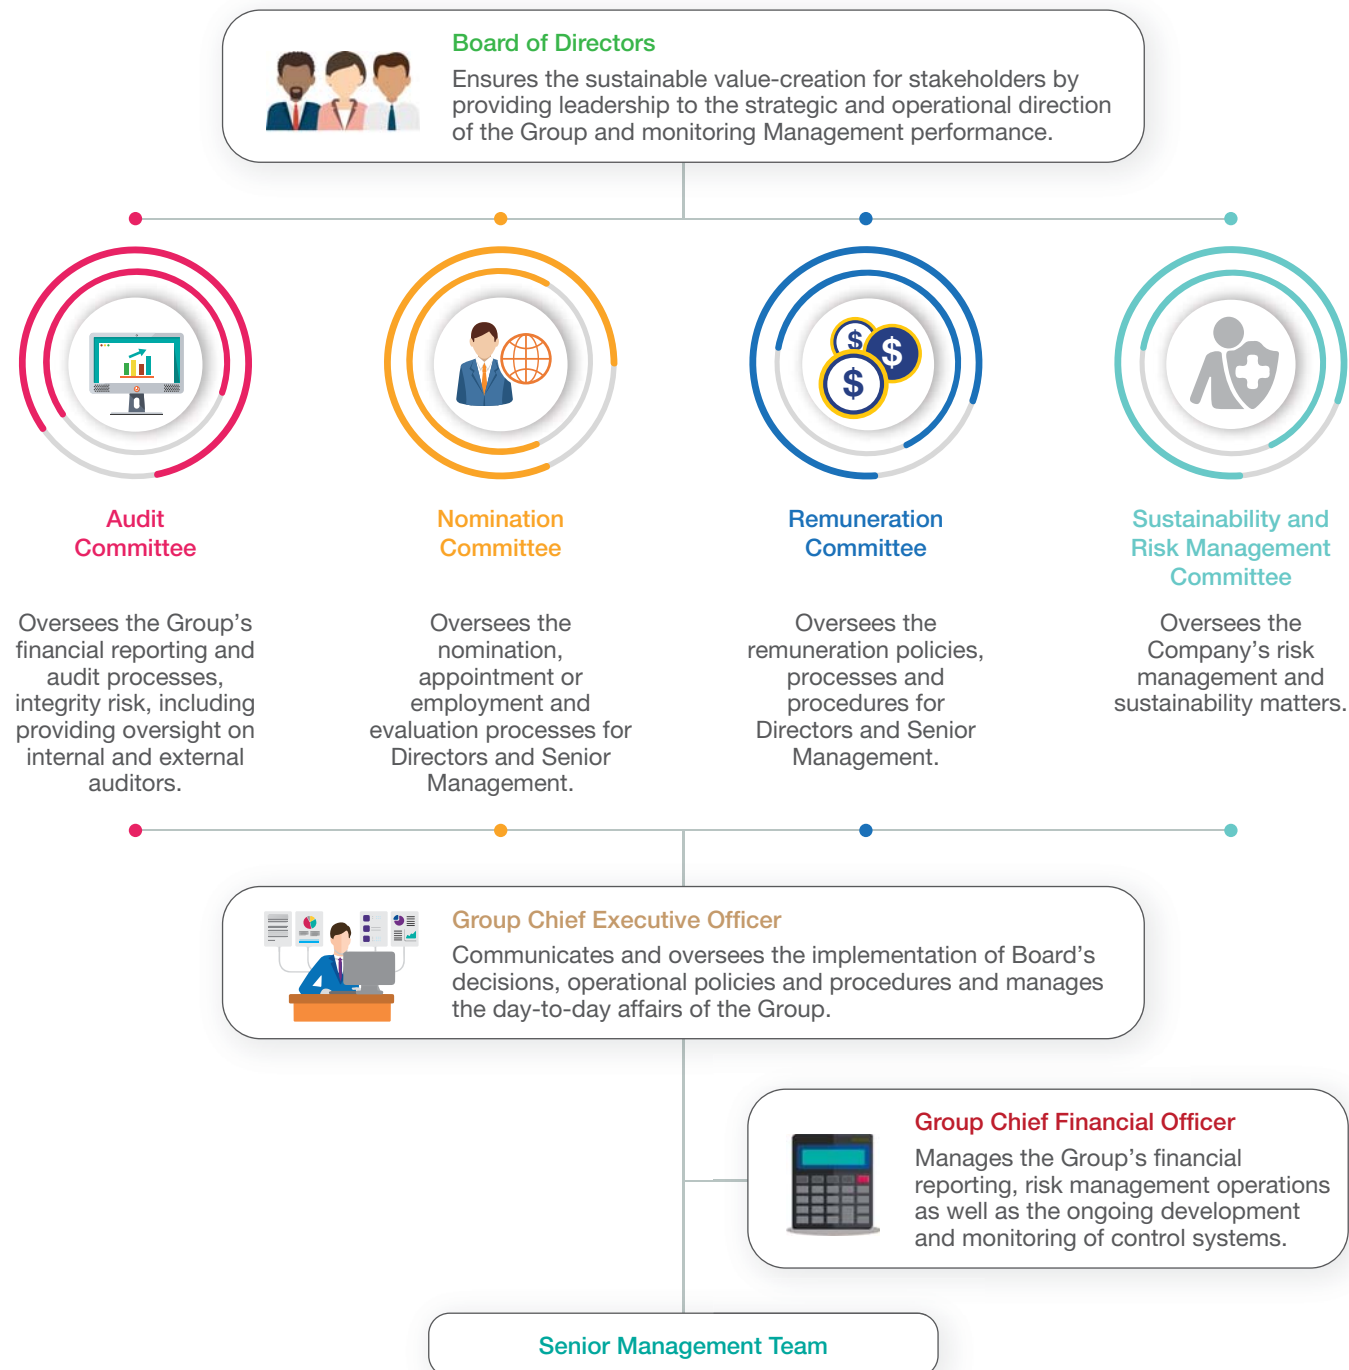 Board of Directors
Ensures the sustainable value-creation for stakeholders by
providing leadership to the strategic and operational direction
of the Group and monitoring Management performance.
Audit
Committee
Oversees the Group's
financial reporting and
audit processes,
integrity risk, including
providing oversight on
internal and external
auditors.
Nomination
Committee
Oversees the
nomination,
appointment or
employment and
evaluation processes for
Directors and Senior
Management.
$
$
$
Remuneration
Committee
Oversees the
remuneration policies,
processes and
procedures for
Directors and Senior
Management.
Sustainability and
Risk Management
Committee
Oversees the
Company's risk
management and
sustainability matters.
Group Chief Executive Officer
Communicates and oversees the implementation of Board's
decisions, operational policies and procedures and manages
the day-to-day affairs of the Group.
Group Chief Financial Officer
Manages the Group's financial
reporting, risk management operations
as well as the ongoing development
and monitoring of control systems.
Senior Management Team